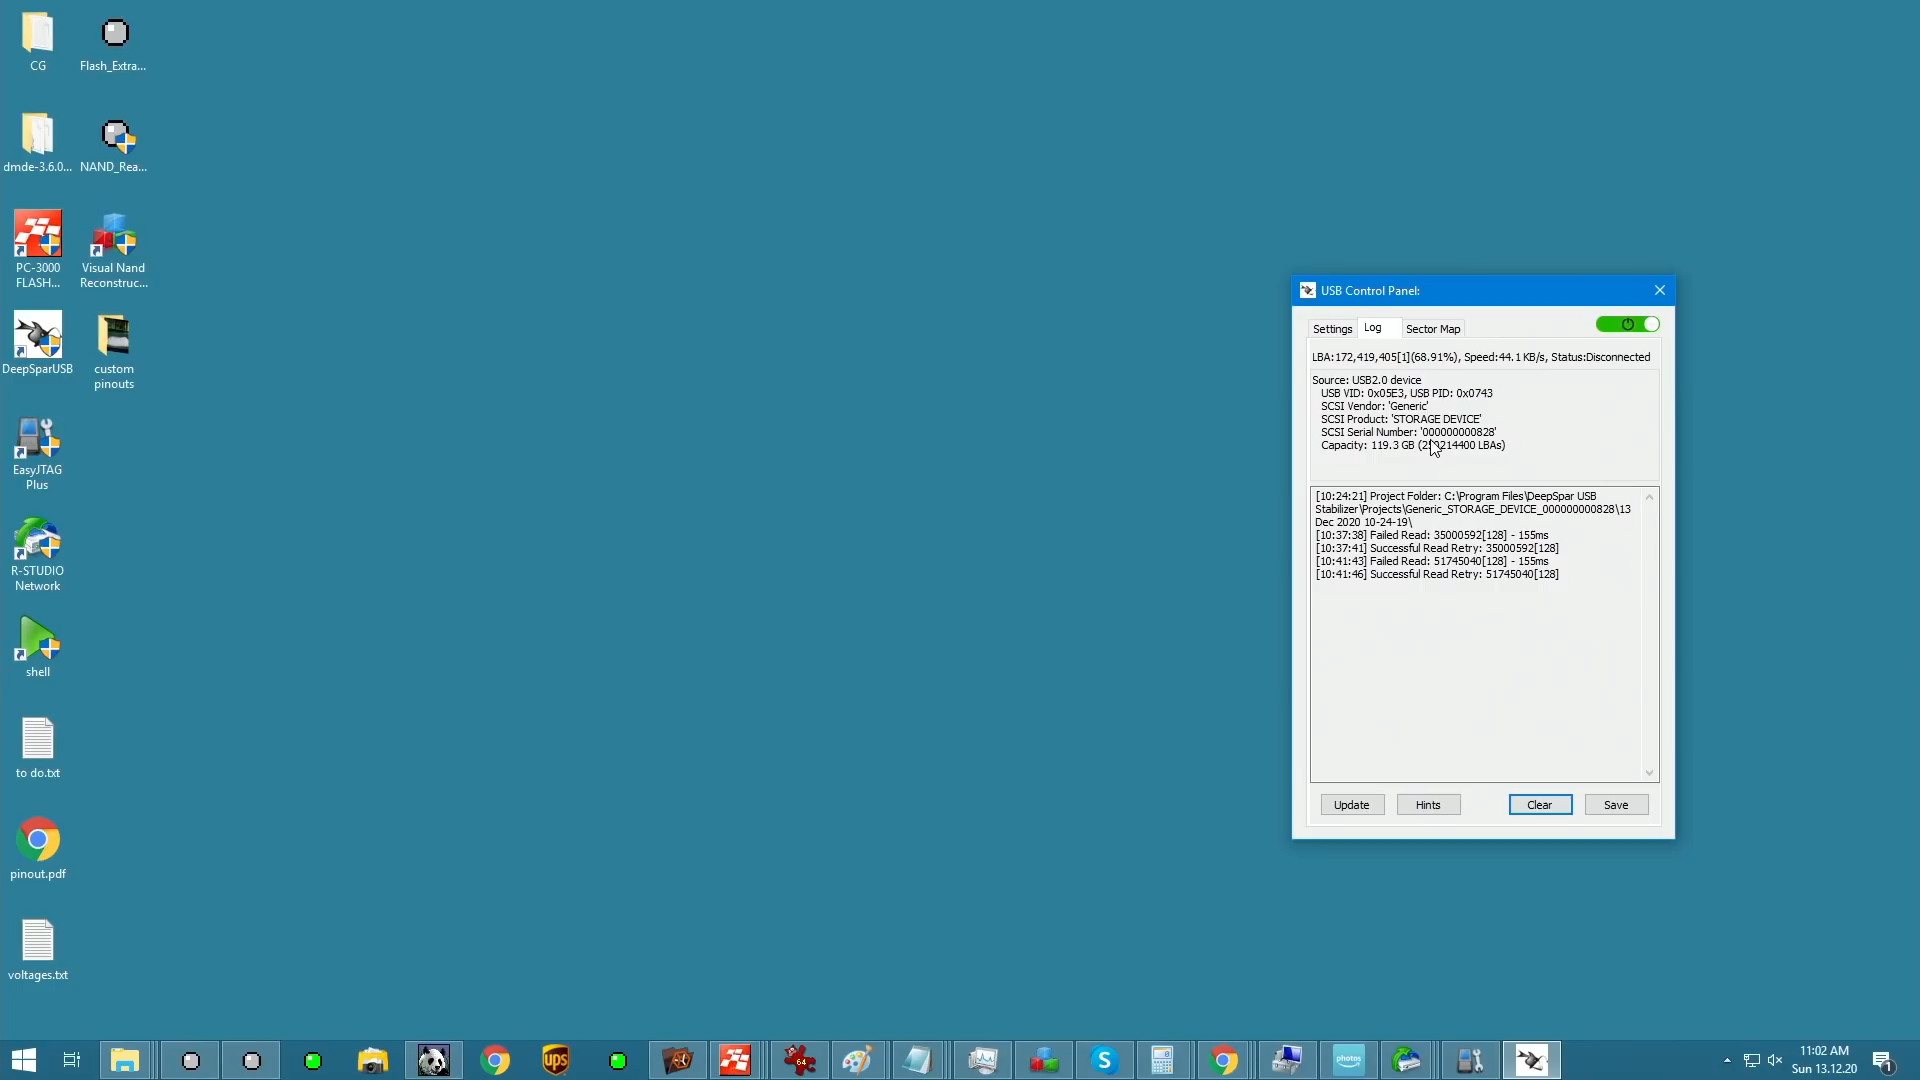 CG
Flash_Extra...
dmde-3.6.0...
NAND_Rea...
PC-3000
FLASH...
Visual Nand
Reconstruc...
DeepSparUSB
custom
pinouts
EasyJTAG
Plus
R-STUDIO
Network
shell
to do.txt
pinout.pdf
voltages.txt
USB Control Panel:
Settings
Log
Sector Map
LBA:172,419,405[1](68.91%), Speed:44.1 KB/s, Status:Disconnected
Source: USB2.0 device
USB VID: 0x05E3, USB PID: 0x0743
SCSI Vendor: 'Generic'
SCSI Product: 'STORAGE DEVICE'
SCSI Serial Number: '000000000828'
Capacity: 119.3 GB LBAs)
[10:24:21] Project Folder: C:\Program Files\DeepSpar USB
Stabilizer\Projects\Generic_STORAGE_DEVICE_000000000828\13
Dec 2020 10-24-19\
[10:37:38] Failed Read: 35000592[128] - 155ms
[10:37:41] Successful Read Retry: 35000592[128]
[10:41:43] Failed Read: 51745040[128] - 155ms
[10:41:46] Successful Read Retry: 51745040[128]
Update
Hints
Clear
Save
ups
64
photos
11:02 AM
Sun 13.12.20
1